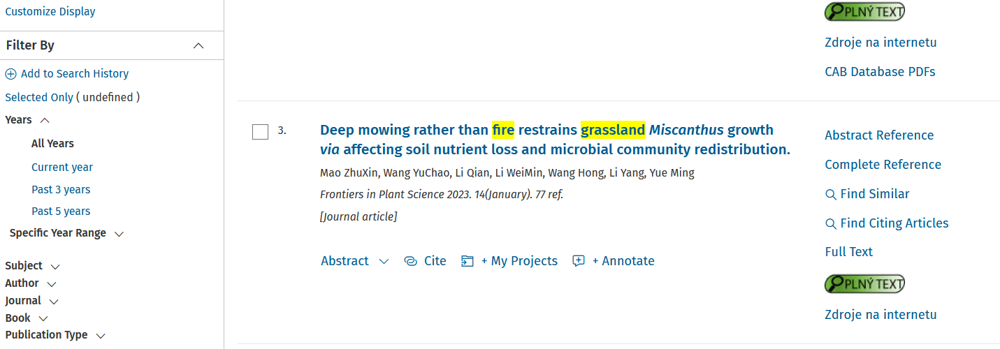 Customize Display
Filter By
Add to Search History
Selected Only ( undefined )
Years
All Years
Current year
Past 3 years
Past 5 years
Specific Year Range
Subject
Author
Journal
Book
Publication Type
PLNÝ TEXT
Zdroje na internetu
CAB Database PDFs
3.
Deep mowing rather than fire restrains grassland Miscanthus growth
via affecting soil nutrient loss and microbial community redistribution.
Mao ZhuXin, Wang YuChao, Li Qian, Li WeiMin, Wang Hong, Li Yang, Yue Ming
Frontiers in Plant Science 2023. 14(January). 77 ref.
[Journal article]
Abstract
Cite
+ My Projects
+ Annotate
Abstract Reference
Complete Reference
Find Similar
Find Citing Articles
Full Text
PLNÝ TEXT
Zdroje na internetu